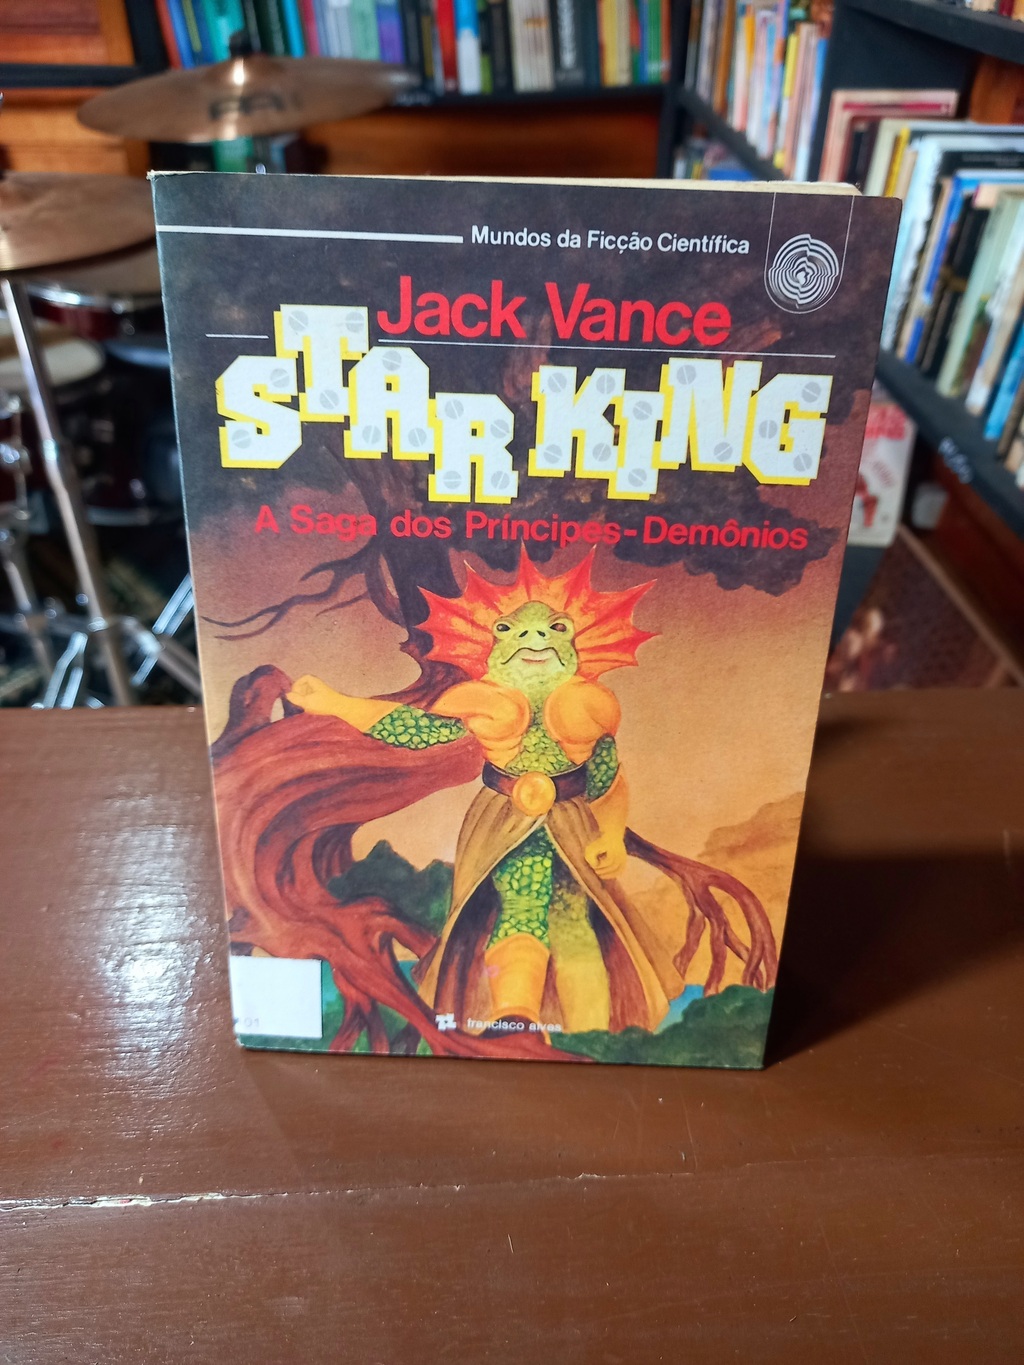 Mundos da Ficção Científica
Jack Vance
STAR KING
A Saga dos Príncipes-Demônios
francisco alves